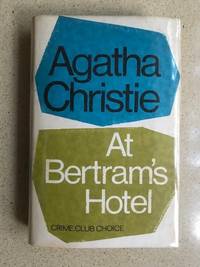 Agatha
Christie
At
Bertram's
Hotel
CRIME CLUB CHOICE